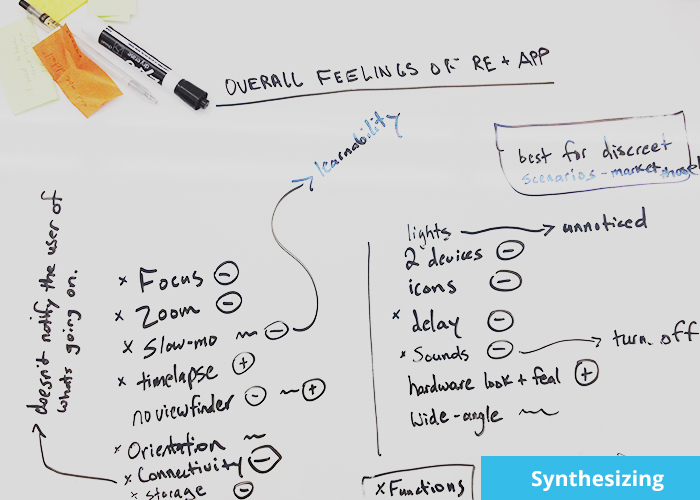 OVERALL FEELINGS OF RE + APP
learnability
best for discreet
scenarios - market those
doesn't notify the user of
whats going on.
x Focus -
x Zoom -
x Slow-mo ~ -
x timelapse +
no viewfinder - ~ +
x Orientation ~
x Connectivity -
x Storage -
lights → unnoticed
2 devices -
icons -
x delay -
x Sounds - → turn off
hardware look + feel +
Wide-angle ~
x Functions
Synthesizing